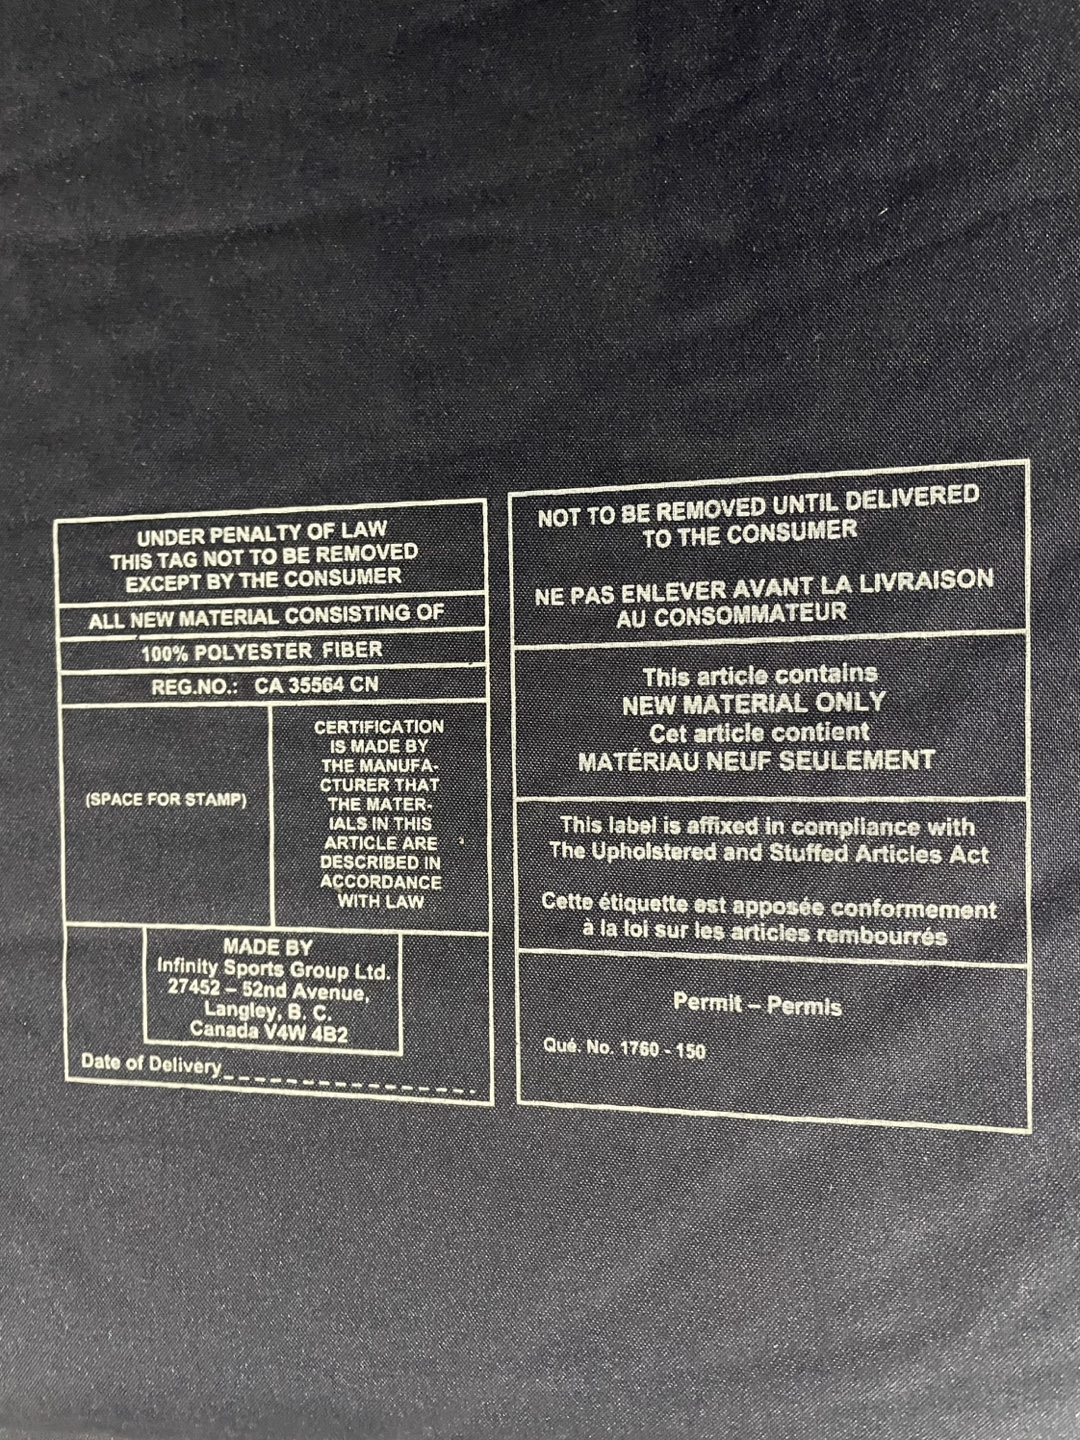 UNDER PENALTY OF LAW
THIS TAG NOT TO BE REMOVED
EXCEPT BY THE CONSUMER
ALL NEW MATERIAL CONSISTING OF
100% POLYESTER FIBER
REG.NO.: CA 35564 CN
(SPACE FOR STAMP)
CERTIFICATION
IS MADE BY
THE MANUFA-
CTURER THAT
THE MATER-
IALS IN THIS
ARTICLE ARE
DESCRIBED IN
ACCORDANCE
WITH LAW
MADE BY
Infinity Sports Group Ltd.
27452 – 52nd Avenue,
Langley, B. C.
Canada V4W 4B2
Date of Delivery
NOT TO BE REMOVED UNTIL DELIVERED
TO THE CONSUMER
NE PAS ENLEVER AVANT LA LIVRAISON
AU CONSOMMATEUR
This article contains
NEW MATERIAL ONLY
Cet article contient
MATÉRIAU NEUF SEULEMENT
This label is affixed in compliance with
The Upholstered and Stuffed Articles Act
Cette étiquette est apposée conformement
à la loi sur les articles rembourrés
Permit – Permis
Qué. No. 1760 - 150